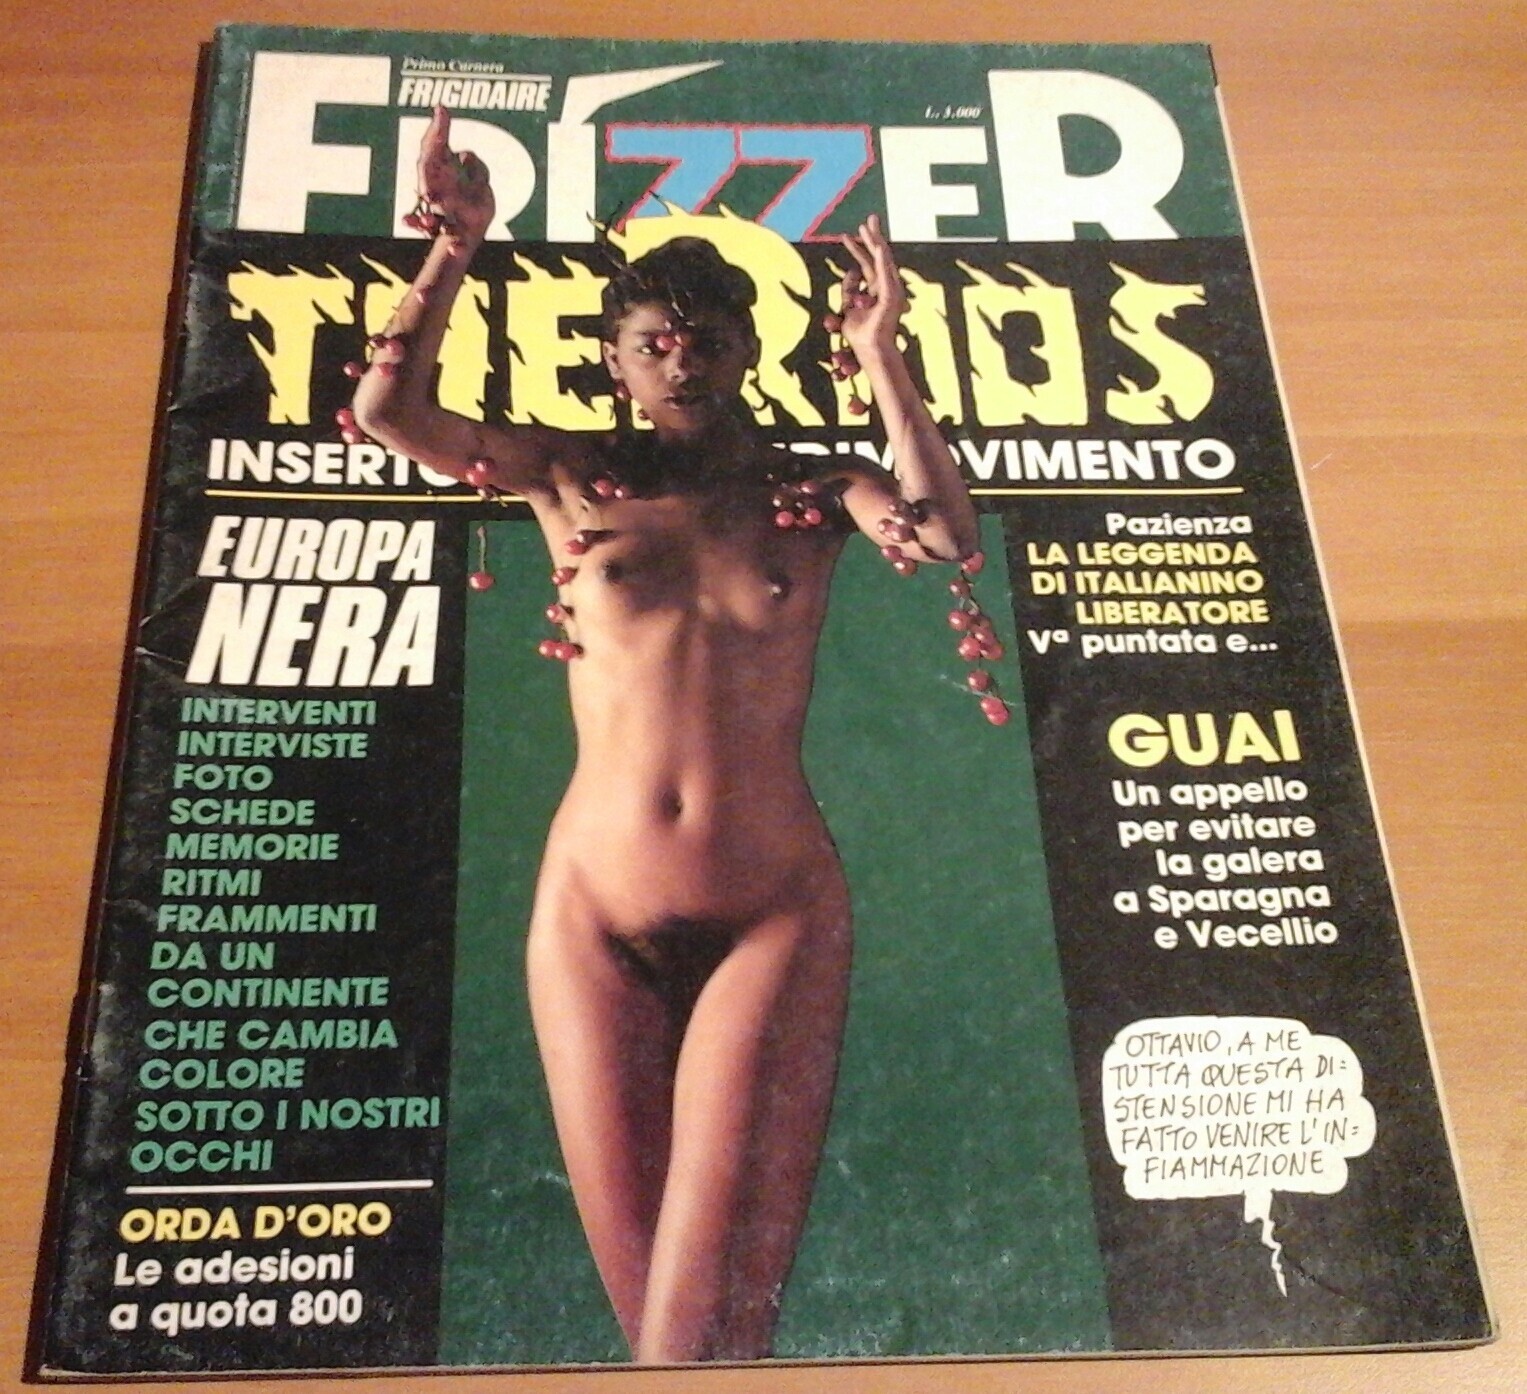 Primo Carnera
FRIGIDAIRE
FRÍZZER
THERMOS
INSERTO MOVIMENTO
EUROPA
NERA
INTERVENTI
INTERVISTE
FOTO
SCHEDE
MEMORIE
RITMI
FRAMMENTI
DA UN
CONTINENTE
CHE CAMBIA
COLORE
SOTTO I NOSTRI
OCCHI
ORDA D'ORO
Le adesioni
a quota 800
Pazienza
LA LEGGENDA
DI ITALIANINO
LIBERATORE
Vª puntata e...
GUAI
Un appello
per evitare
la galera
a Sparagna
e Vecellio
OTTAVIO, A ME
TUTTA QUESTA DI=
STENSIONE MI HA
FATTO VENIRE L'IN=
FIAMMAZIONE